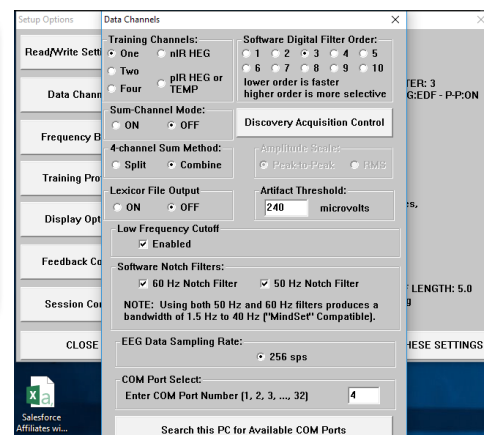 Setup Options
Data Channels
Read/Write Setti
Data Chann
Frequency B
Training Pro
Display Opt
Feedback Co
Session Cor
CLOSE
Training Channels:
One nIR HEG
Two
pIR HEG or
TEMP
Four
Software Digital Filter Order:
1 2 3 4 5
6 7 8 9 10
lower order is faster
higher order is more selective
Sum-Channel Mode:
ON OFF
Discovery Acquisition Control
4-channel Sum Method:
Split Combine
Amplitude Scale:
Peak-to-Peak RMS
Lexicor File Output
ON OFF
Artifact Threshold:
240 microvolts
Low Frequency Cutoff
Enabled
Software Notch Filters:
60 Hz Notch Filter 50 Hz Notch Filter
NOTE: Using both 50 Hz and 60 Hz filters produces a
bandwidth of 1.5 Hz to 40 Hz ("MindSet" Compatible).
EEG Data Sampling Rate:
256 sps
COM Port Select:
Enter COM Port Number (1, 2, 3, ..., 32) 4
Search this PC for Available COM Ports
TER: 3
G:EDF - P-P:ON
es,
F LENGTH: 5.0
g
HESE SETTINGS
Salesforce
Affiliates wi...